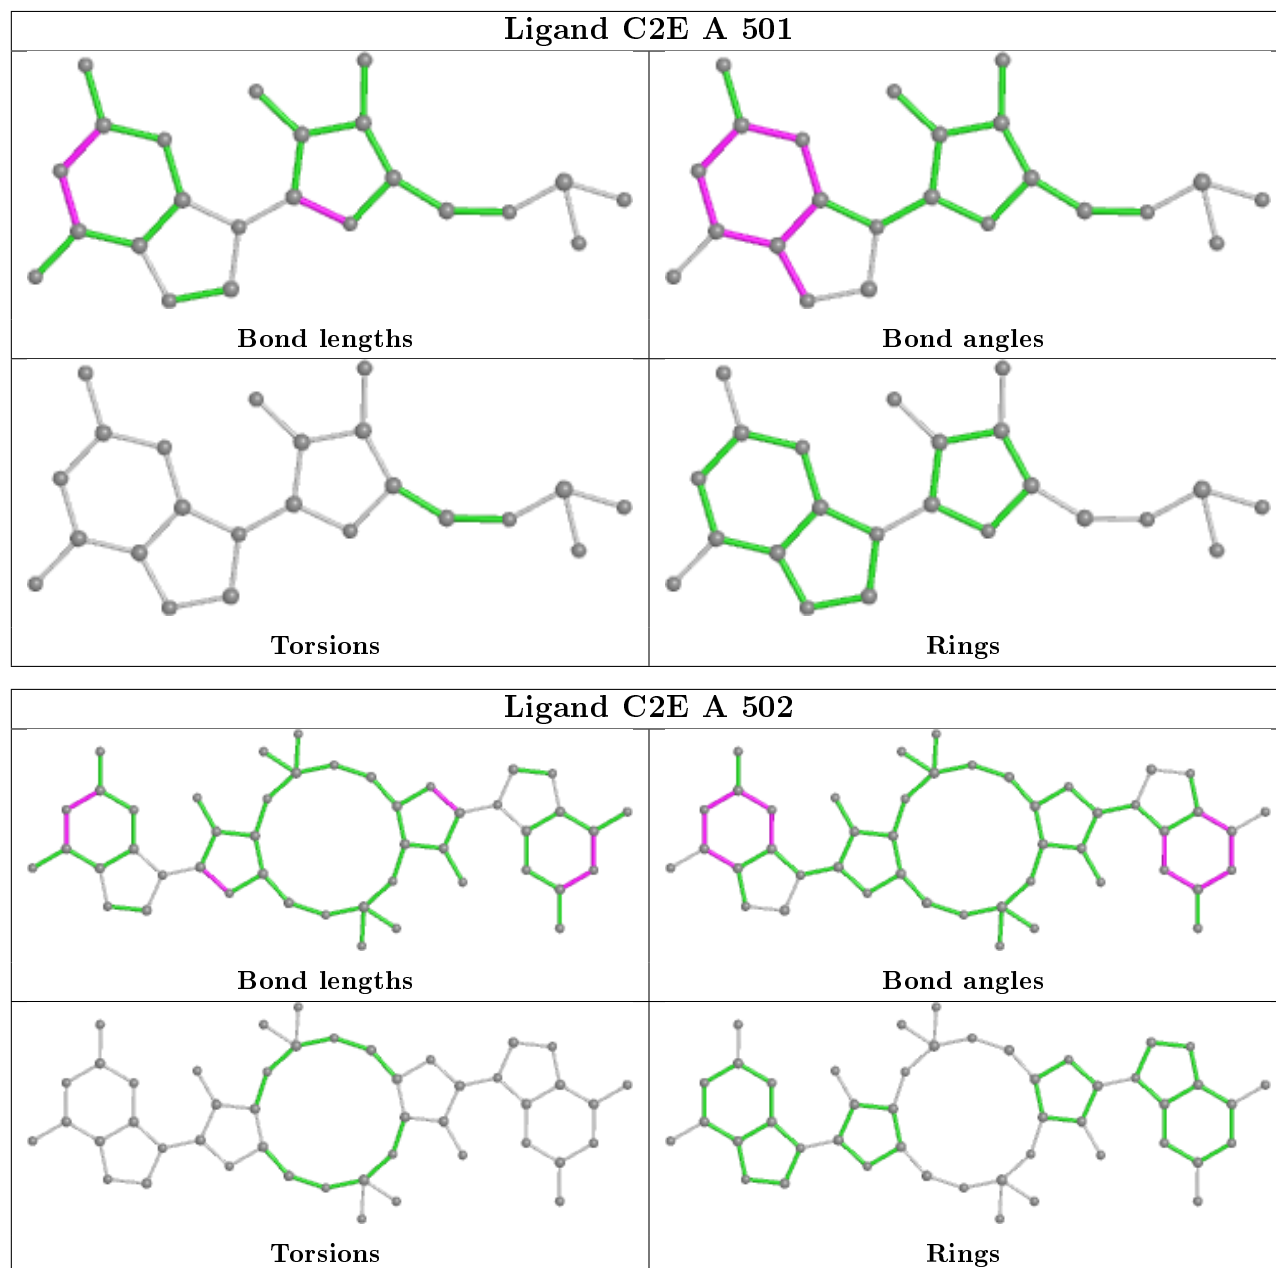 Ligand C2E A 501
Bond lengths
Bond angles
Torsions
Rings
Ligand C2E A 502
Bond lengths
Bond angles
Torsions
Rings